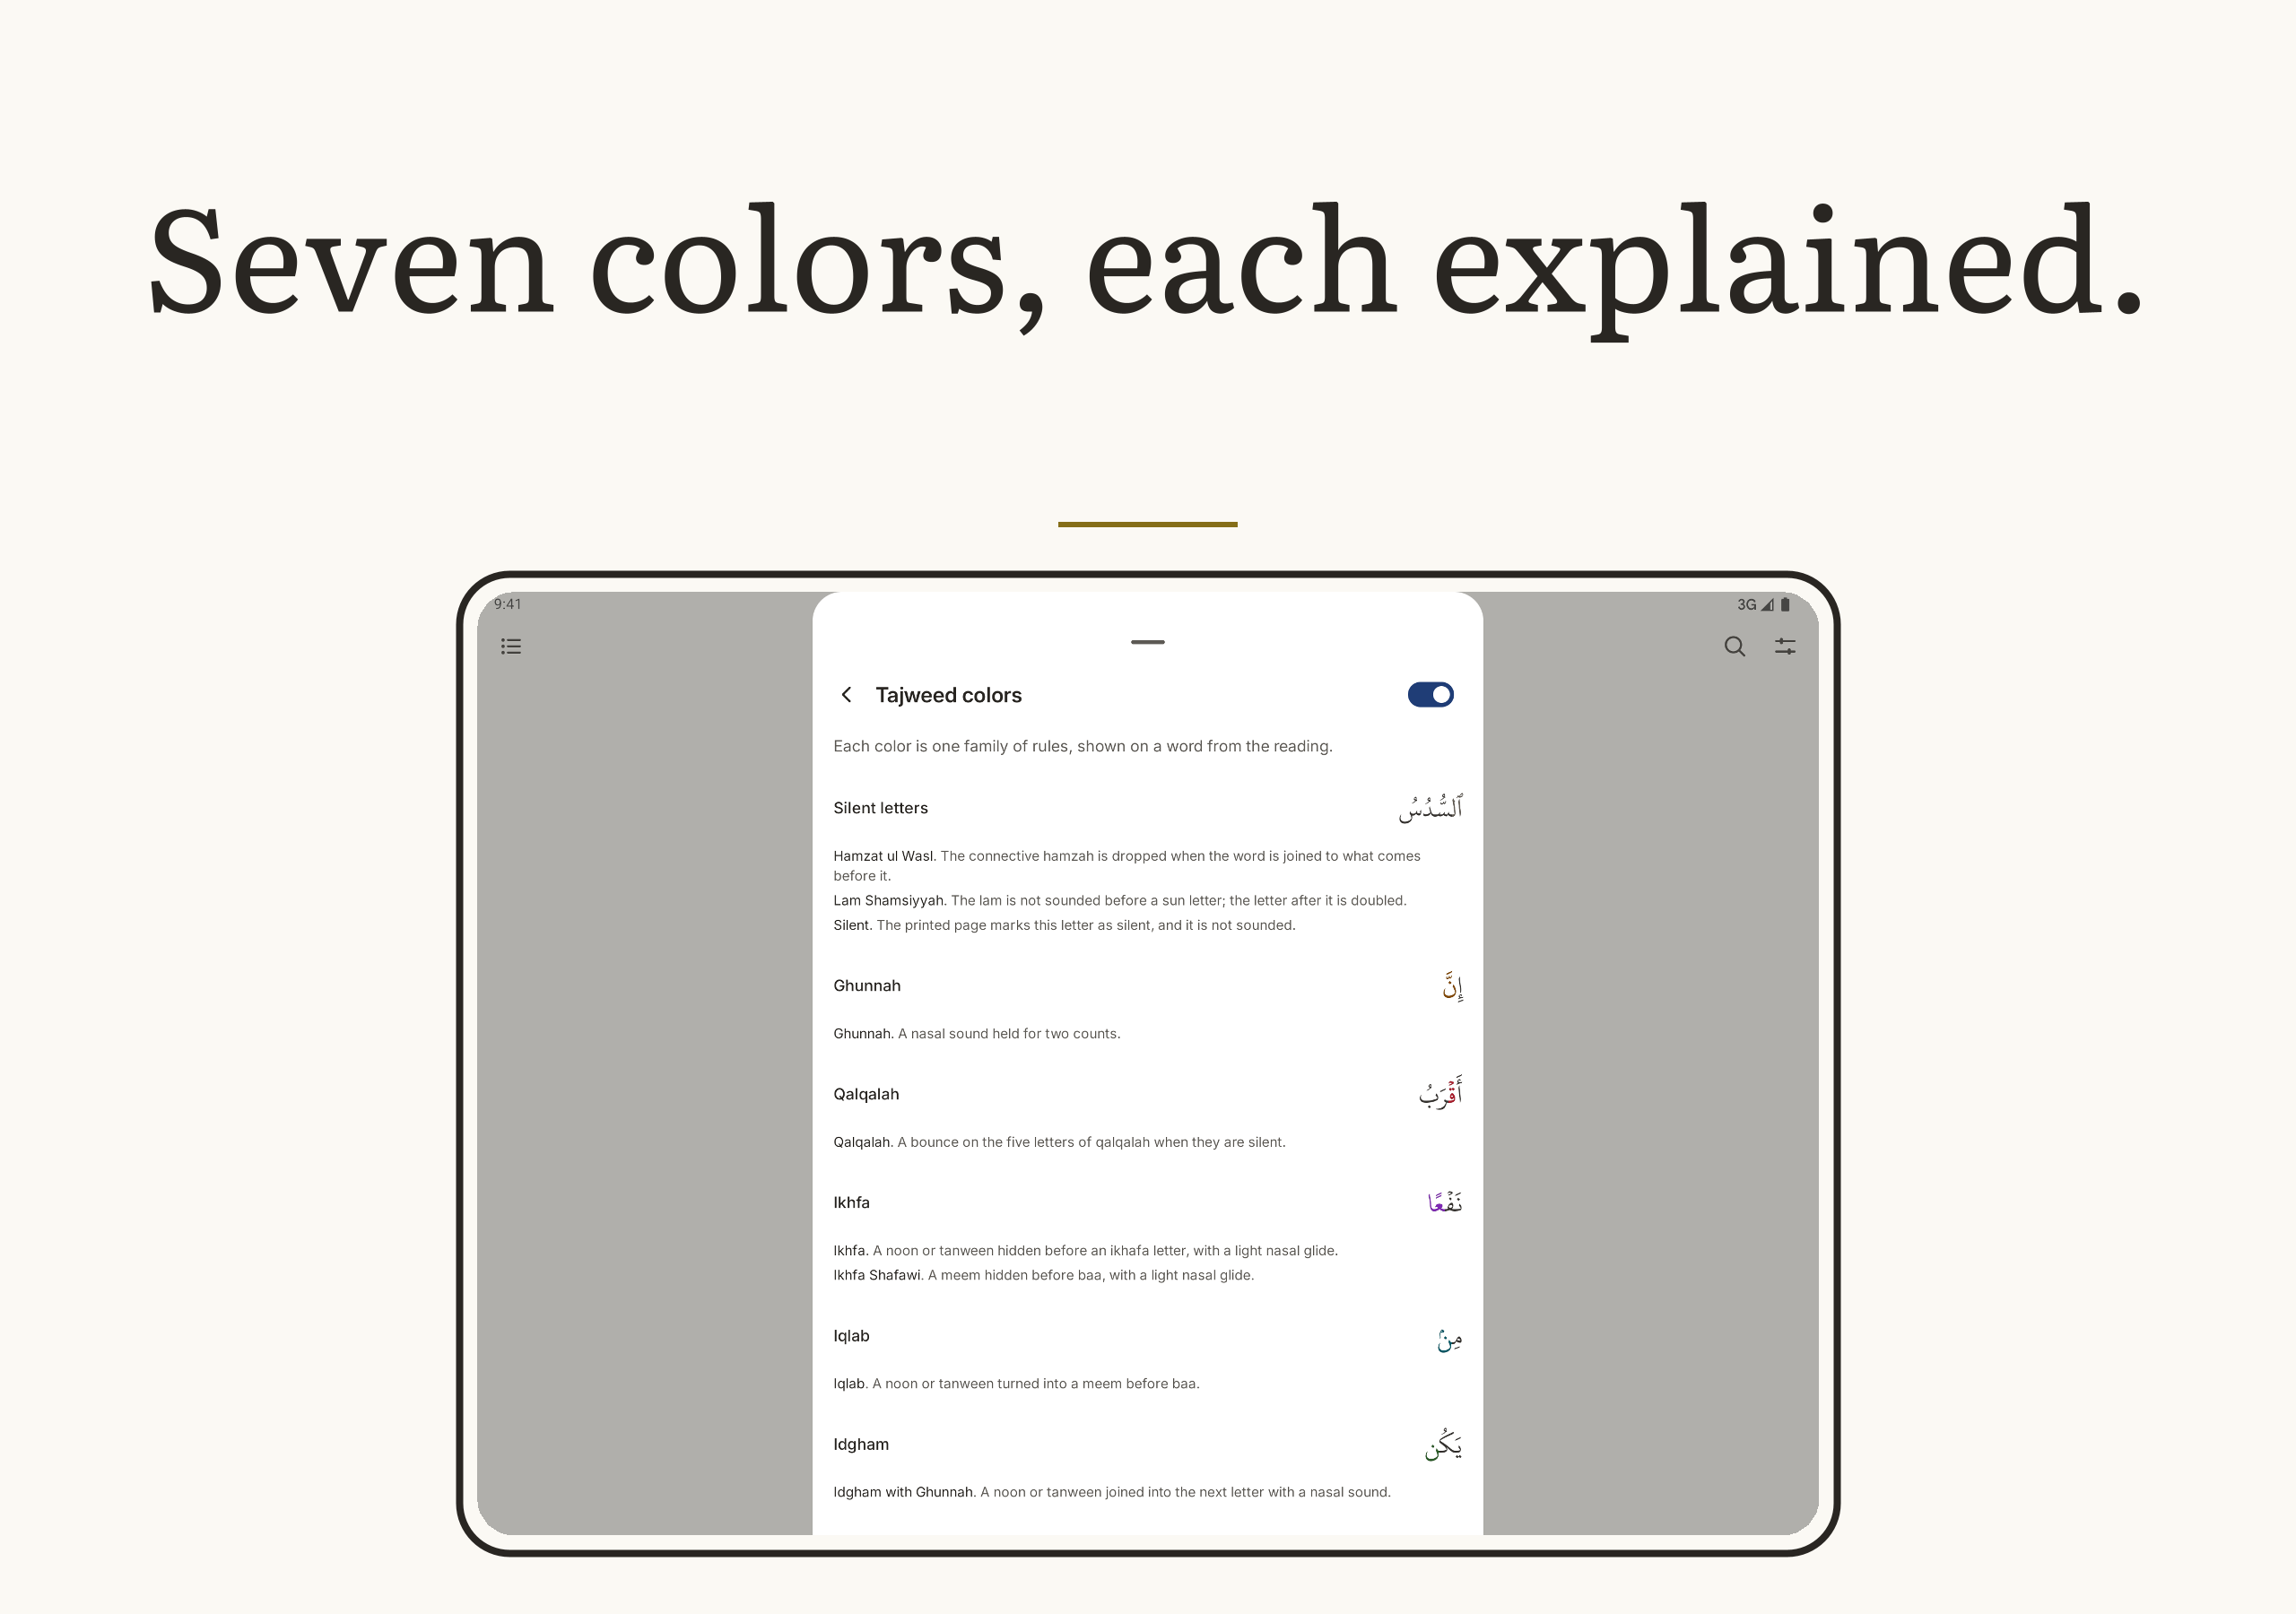 Seven colors, each explained.
9:41
3G
Tajweed colors
Each color is one family of rules, shown on a word from the reading.
Silent letters
ٱلسُّدُسُ
Hamzat ul Wasl. The connective hamzah is dropped when the word is joined to what comes
before it.
Lam Shamsiyyah. The lam is not sounded before a sun letter; the letter after it is doubled.
Silent. The printed page marks this letter as silent, and it is not sounded.
Ghunnah
إِنَّ
Ghunnah. A nasal sound held for two counts.
Qalqalah
أَقۡرَبُ
Qalqalah. A bounce on the five letters of qalqalah when they are silent.
Ikhfa
نَفۡعًا
Ikhfa. A noon or tanween hidden before an ikhafa letter, with a light nasal glide.
Ikhfa Shafawi. A meem hidden before baa, with a light nasal glide.
Iqlab
مِنۢ
Iqlab. A noon or tanween turned into a meem before baa.
Idgham
يَكُن
Idgham with Ghunnah. A noon or tanween joined into the next letter with a nasal sound.